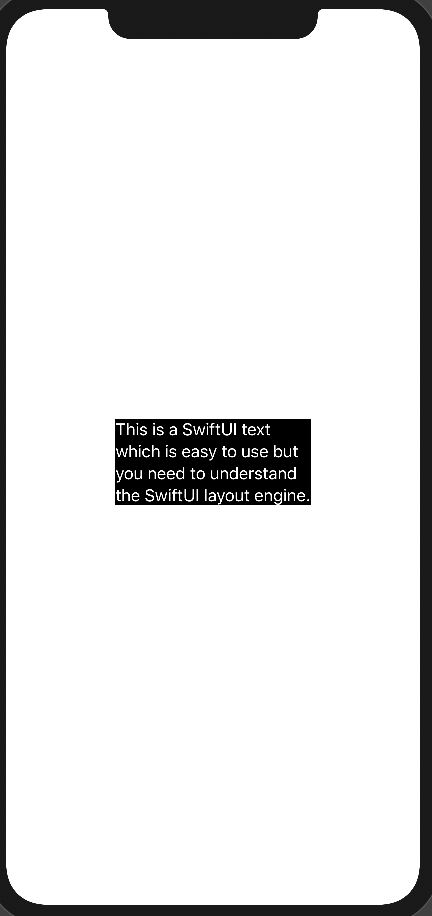 This is a SwiftUI text
which is easy to use but
you need to understand
the SwiftUI layout engine.